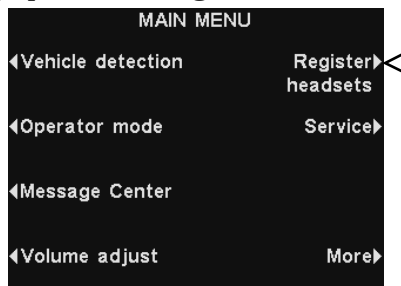 MAIN MENU
Vehicle detection
Register
headsets
Operator mode
Service
Message Center
Volume adjust
More